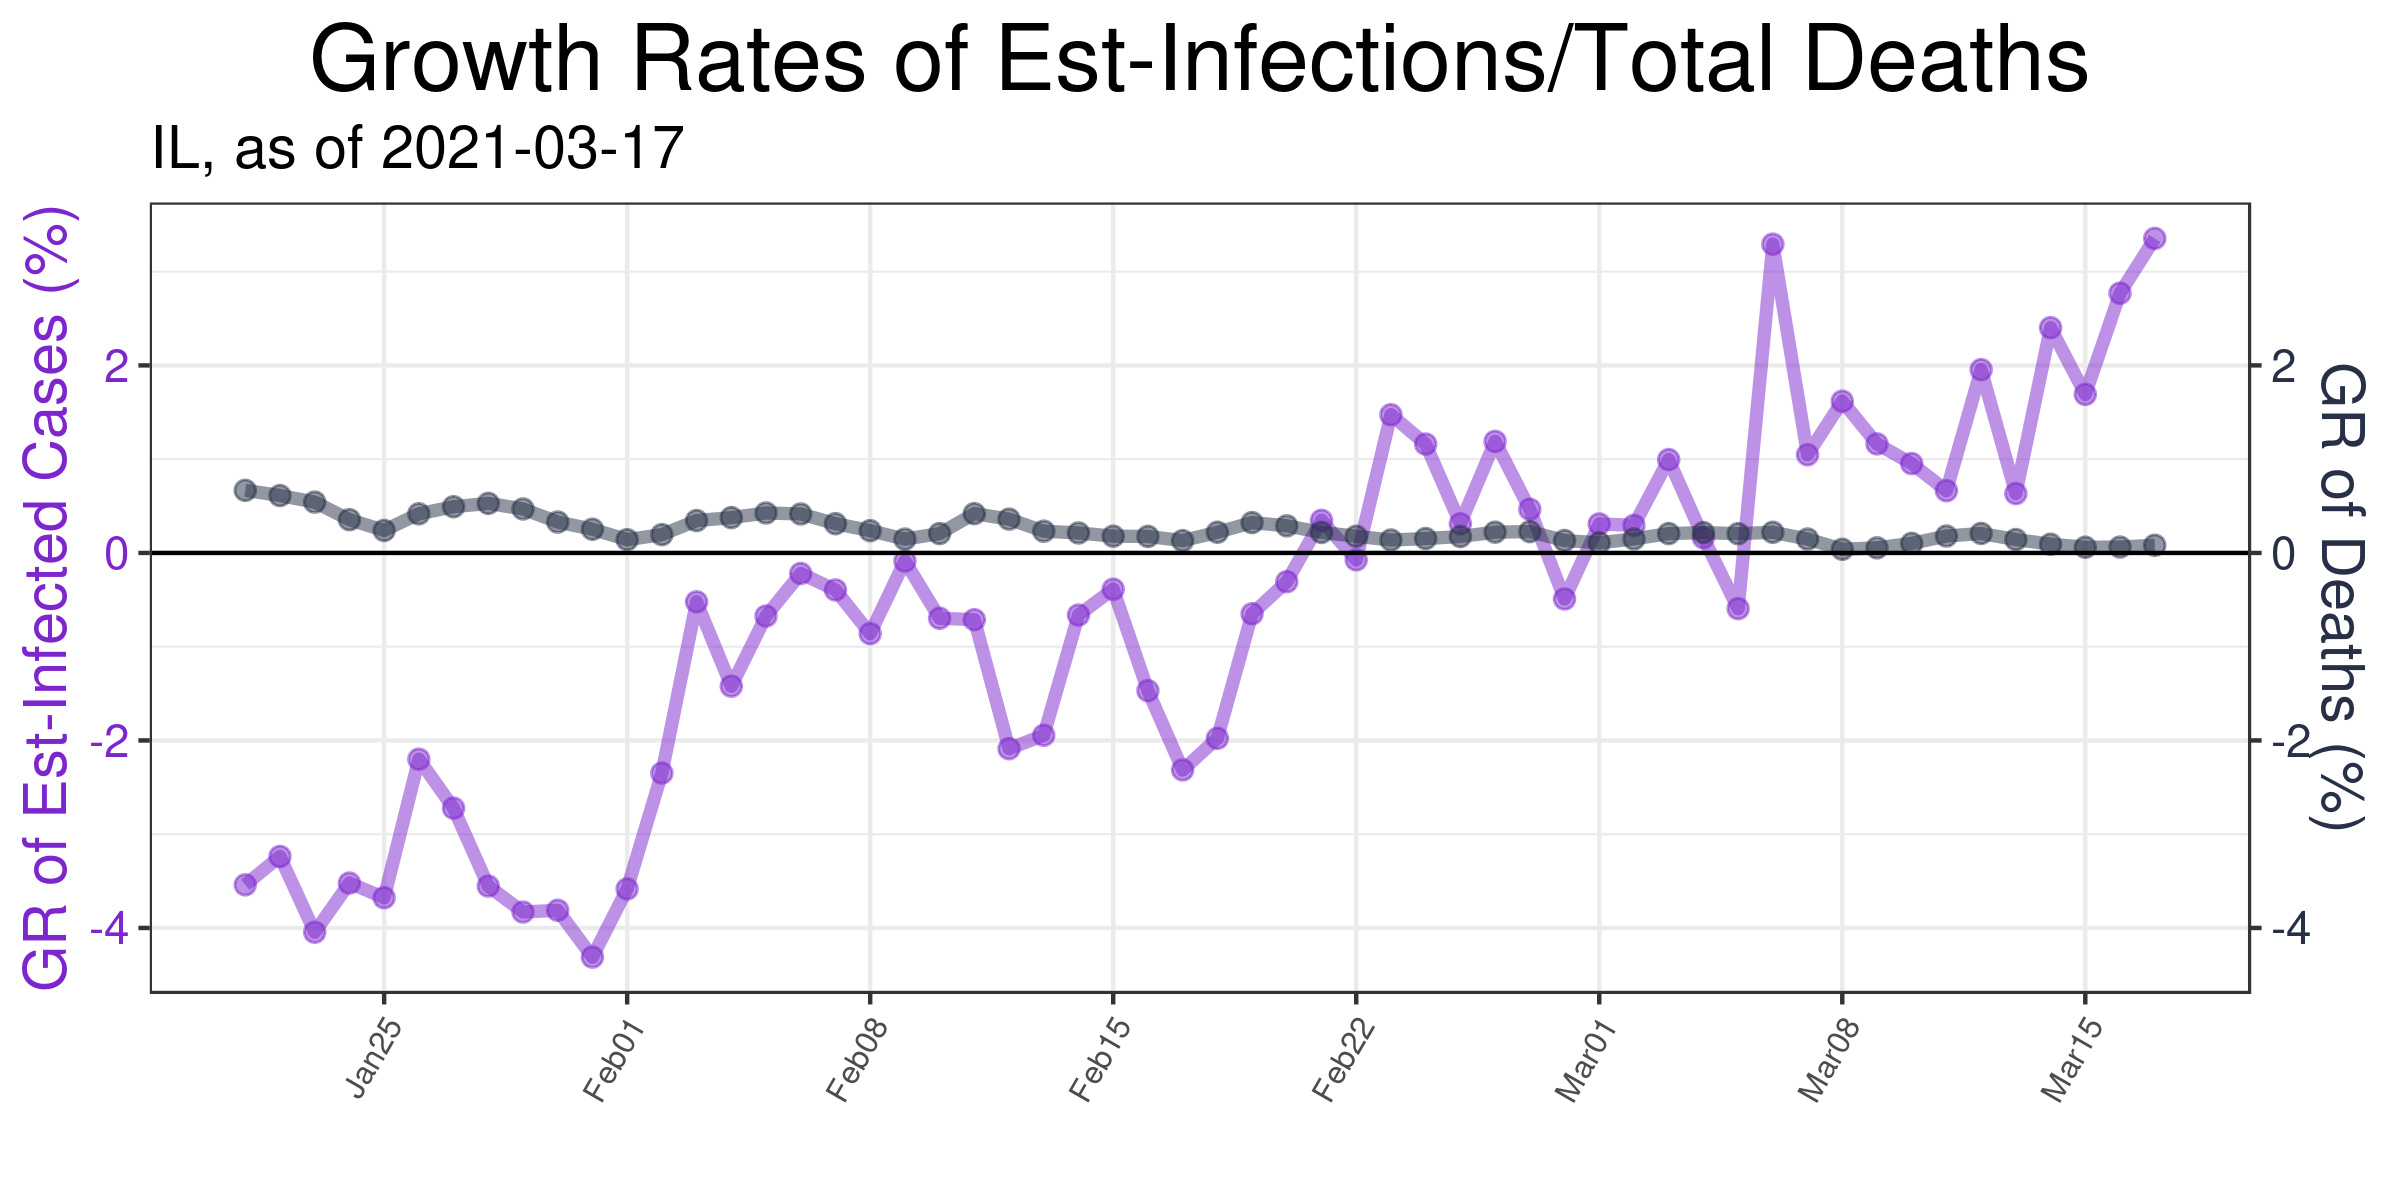 Growth Rates of Est-Infections/Total Deaths
IL, as of 2021-03-17
GR of Est-Infected Cases (%)
2
0
-2
-4
2
0
-2
-4
GR of Deaths (%)
Jan25
Feb01
Feb08
Feb15
Feb22
Mar01
Mar08
Mar15